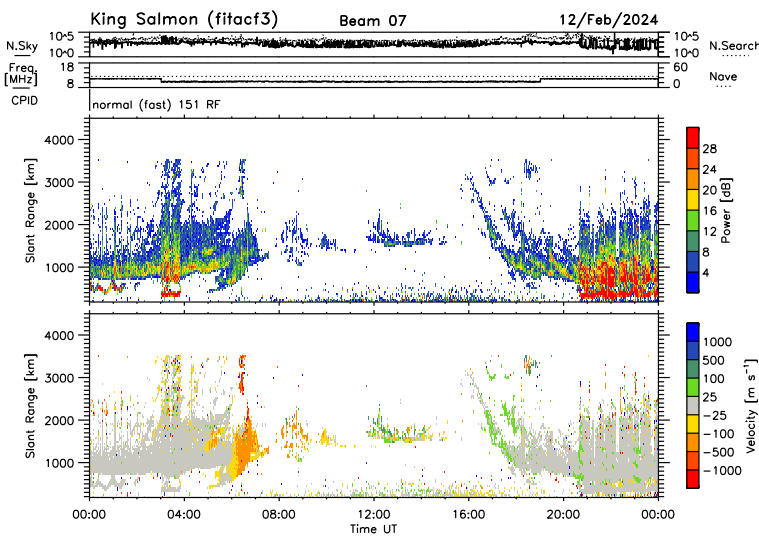 King Salmon (fitacf3) Beam 07 12/Feb/2024
N.Sky 10^5 10^0 10^5 10^0 N.Search
Freq. [MHz] 18 8 60 0 Nave
CPID normal (fast) 151 RF
Slant Range [km] 4000 3000 2000 1000
28 24 20 16 12 8 4 Power [dB]
Slant Range [km] 4000 3000 2000 1000
1000 500 100 25 −25 −100 −500 −1000 Velocity [m s⁻¹]
00:00 04:00 08:00 12:00 16:00 20:00 00:00
Time UT